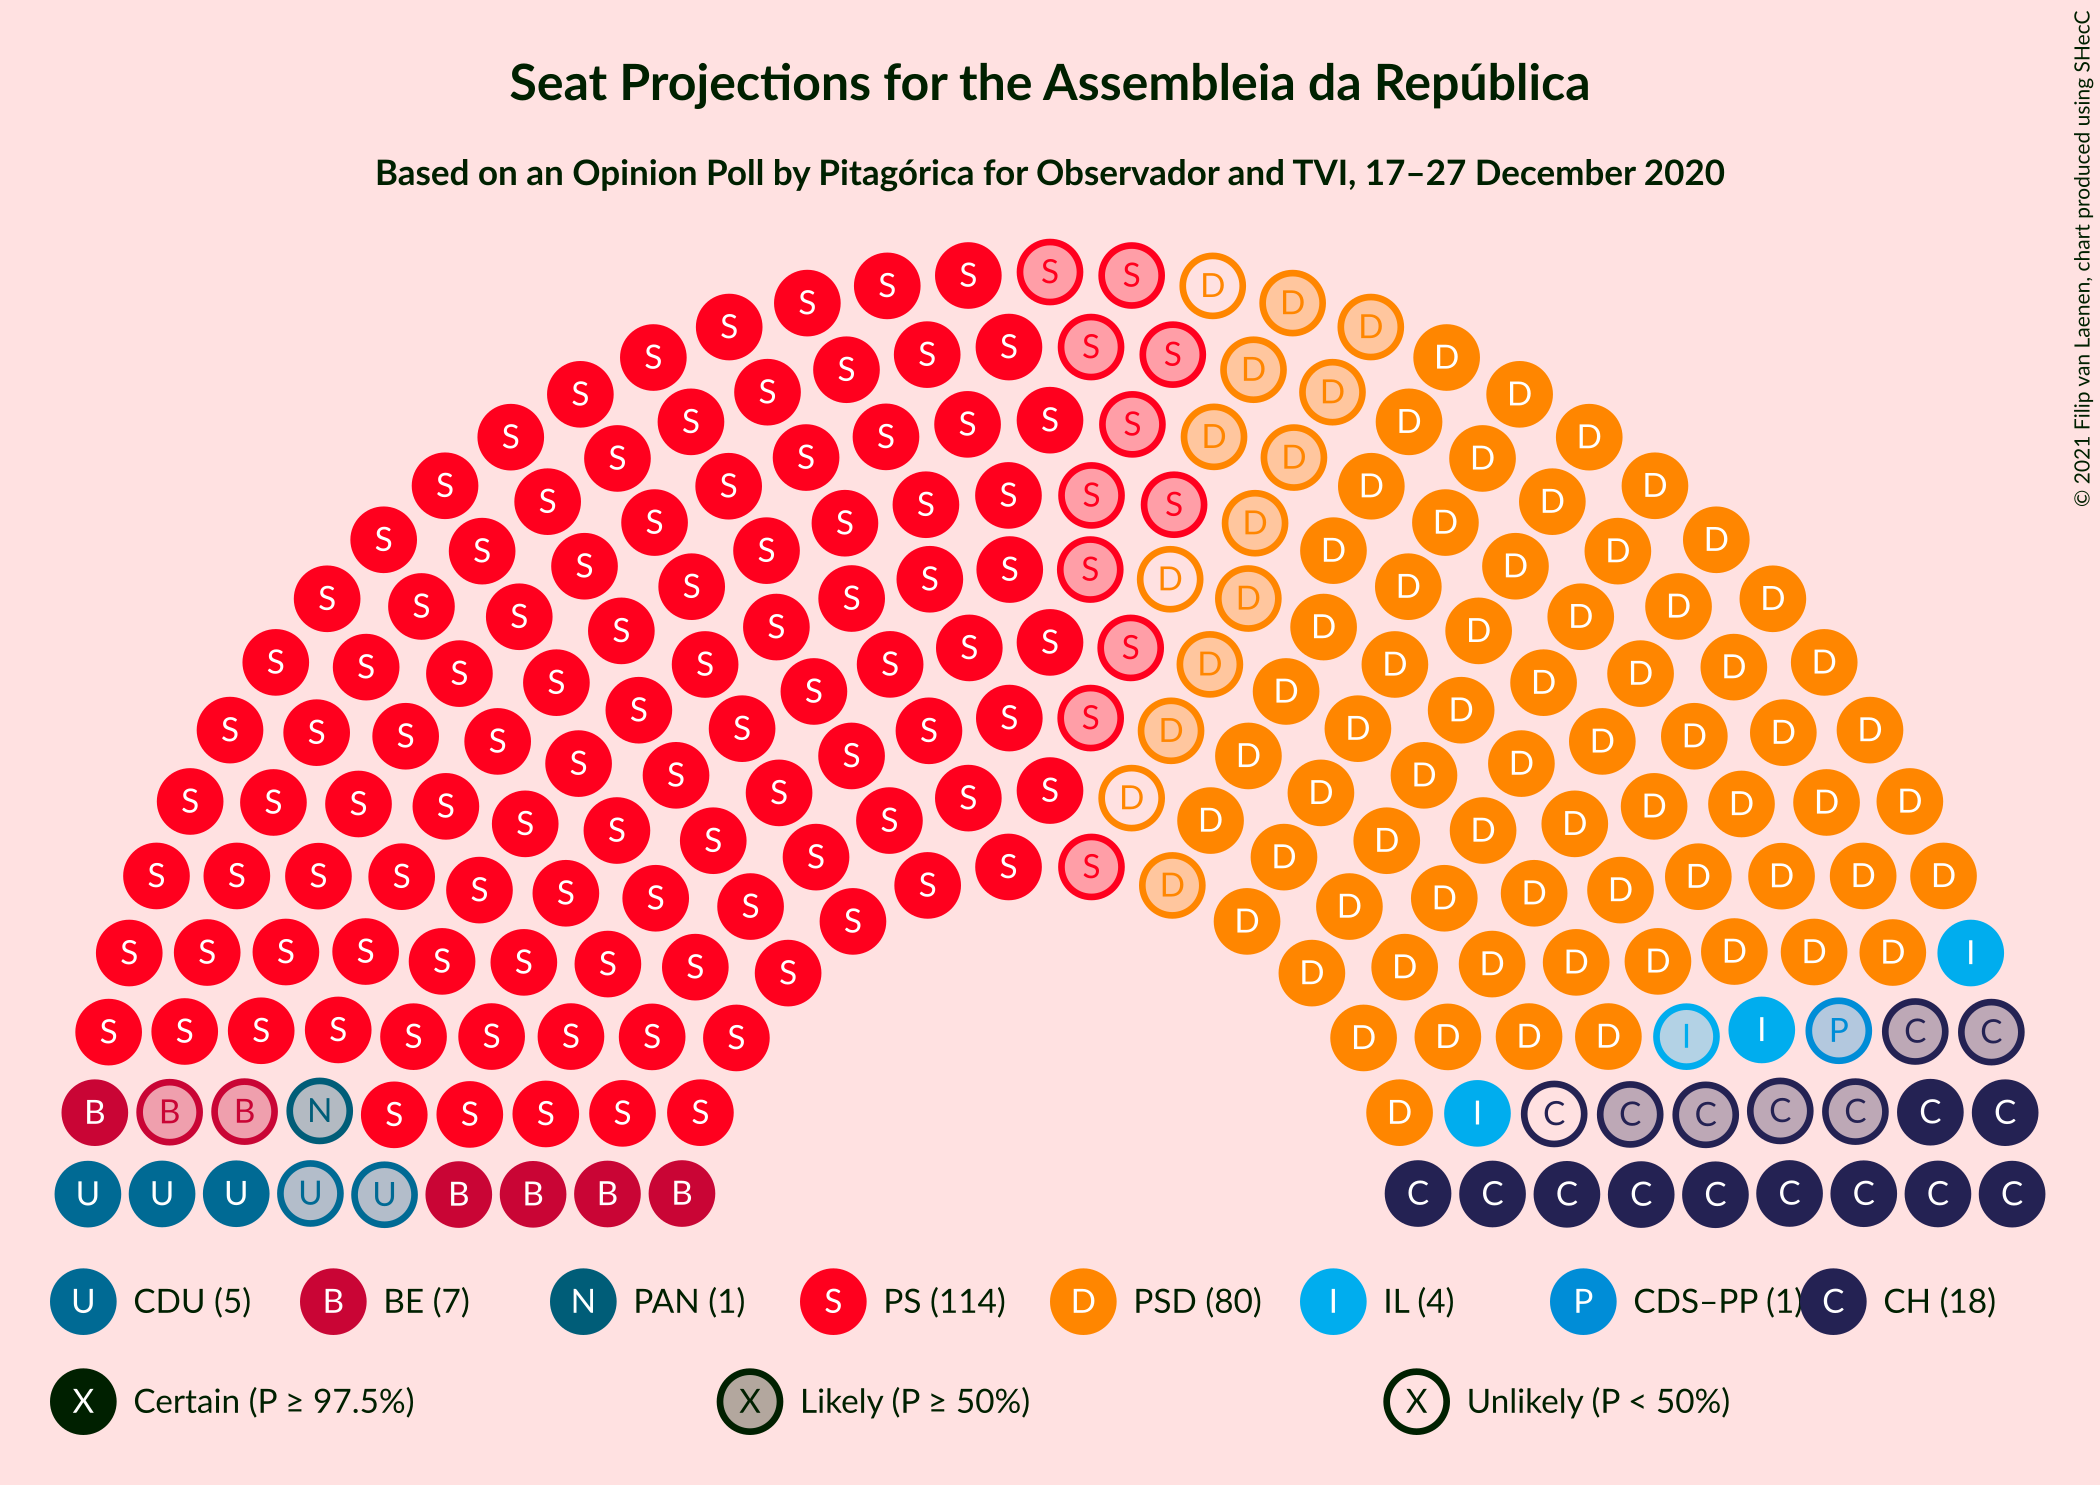 Seat Projections for the Assembleia da República
Based on an Opinion Poll by Pitagórica for Observador and TVI, 17–27 December 2020
© 2021 Filip van Laenen, chart produced using SHecC
U CDU (5) B BE (7) N PAN (1) S PS (114) D PSD (80) I IL (4) P CDS–PP (1) C CH (18)
X Certain (P ≥ 97.5%) X Likely (P ≥ 50%) X Unlikely (P < 50%)